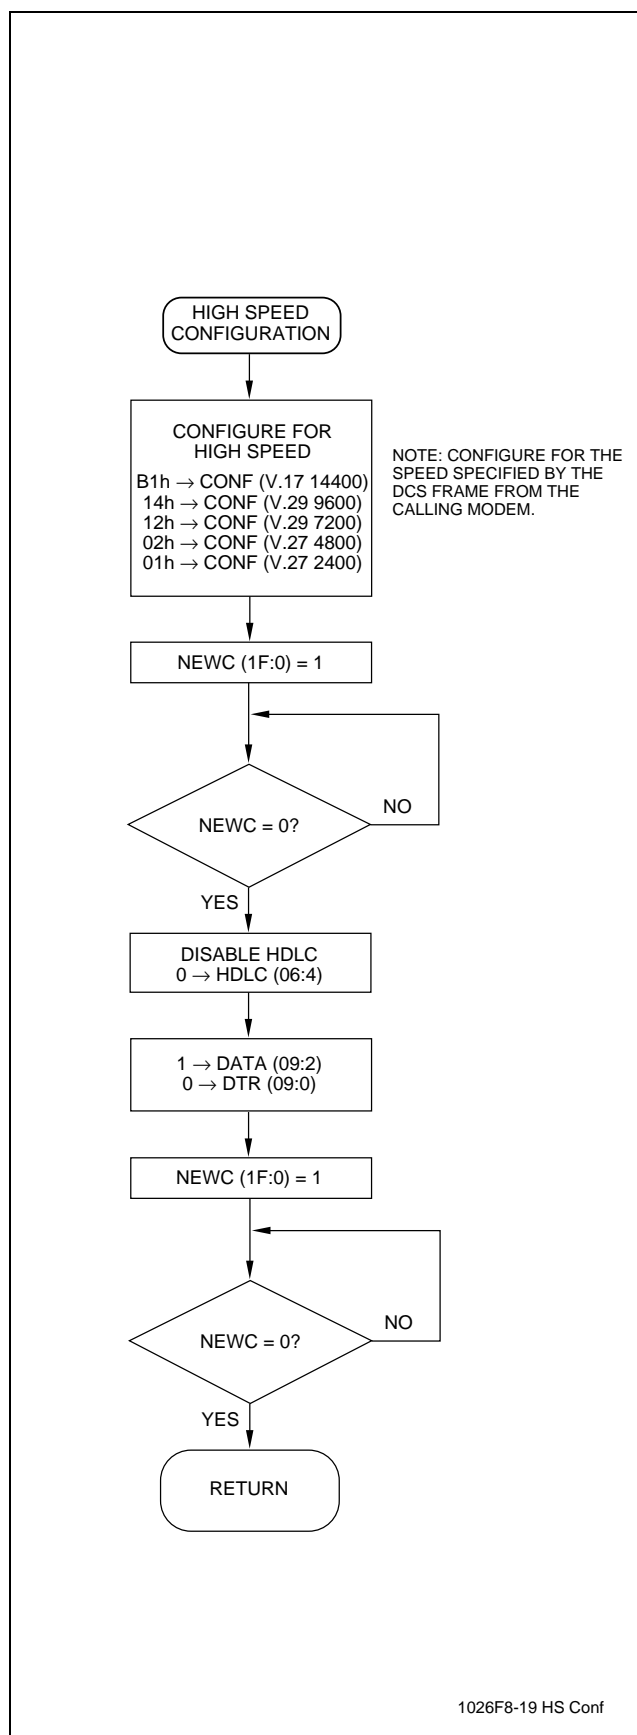 HIGH SPEED
CONFIGURATION
CONFIGURE FOR
HIGH SPEED
B1h → CONF (V.17 14400)
14h → CONF (V.29 9600)
12h → CONF (V.29 7200)
02h → CONF (V.27 4800)
01h → CONF (V.27 2400)
NOTE: CONFIGURE FOR THE
SPEED SPECIFIED BY THE
DCS FRAME FROM THE
CALLING MODEM.
NEWC (1F:0) = 1
NEWC = 0?
NO
YES
DISABLE HDLC
0 → HDLC (06:4)
1 → DATA (09:2)
0 → DTR (09:0)
NEWC (1F:0) = 1
NEWC = 0?
NO
YES
RETURN
1026F8-19 HS Conf